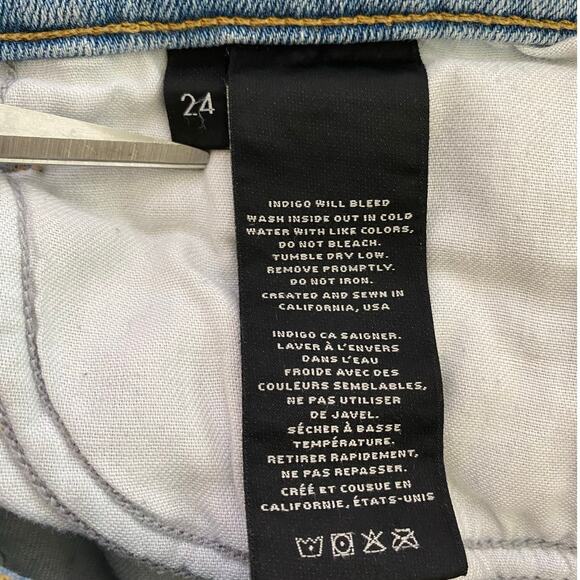 24
INDIGO WILL BLEED
WASH INSIDE OUT IN COLD
WATER WITH LIKE COLORS,
DO NOT BLEACH.
TUMBLE DRY LOW.
REMOVE PROMPTLY.
DO NOT IRON.
CREATED AND SEWN IN
CALIFORNIA, USA
INDIGO CA SAIGNER.
LAVER À L'ENVERS
DANS L'EAU
FROIDE AVEC DES
COULEURS SEMBLABLES,
NE PAS UTILISER
DE JAVEL.
SÉCHER À BASSE
TEMPÉRATURE.
RETIRER RAPIDEMENT,
NE PAS REPASSER.
CRÉÉ ET COUSUE EN
CALIFORNIE, ÉTATS-UNIS